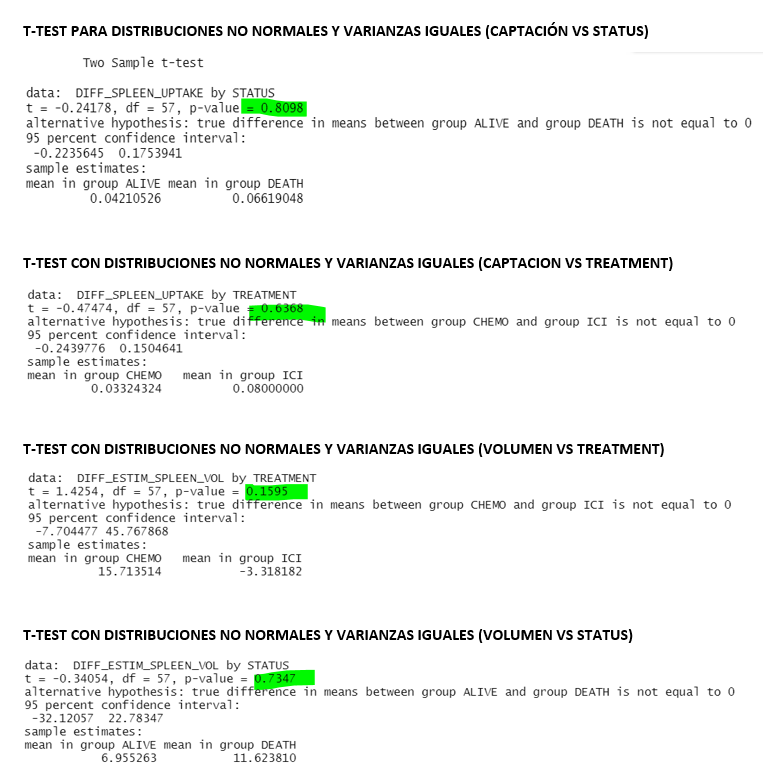 T-TEST PARA DISTRIBUCIONES NO NORMALES Y VARIANZAS IGUALES (CAPTACIÓN VS STATUS)
Two Sample t-test
data: DIFF_SPLEEN_UPTAKE by STATUS
t = -0.24178, df = 57, p-value = 0.8098
alternative hypothesis: true difference in means between group ALIVE and group DEATH is not equal to 0
95 percent confidence interval:
-0.2235645 0.1753941
sample estimates:
mean in group ALIVE mean in group DEATH
0.04210526 0.06619048
T-TEST CON DISTRIBUCIONES NO NORMALES Y VARIANZAS IGUALES (CAPTACION VS TREATMENT)
data: DIFF_SPLEEN_UPTAKE by TREATMENT
t = -0.47474, df = 57, p-value = 0.6368
alternative hypothesis: true difference in means between group CHEMO and group ICI is not equal to 0
95 percent confidence interval:
-0.2439776 0.1504641
sample estimates:
mean in group CHEMO mean in group ICI
0.03324324 0.08000000
T-TEST CON DISTRIBUCIONES NO NORMALES Y VARIANZAS IGUALES (VOLUMEN VS TREATMENT)
data: DIFF_ESTIM_SPLEEN_VOL by TREATMENT
t = 1.4254, df = 57, p-value = 0.1595
alternative hypothesis: true difference in means between group CHEMO and group ICI is not equal to 0
95 percent confidence interval:
-7.704477 45.767868
sample estimates:
mean in group CHEMO mean in group ICI
15.713514 -3.318182
T-TEST CON DISTRIBUCIONES NO NORMALES Y VARIANZAS IGUALES (VOLUMEN VS STATUS)
data: DIFF_ESTIM_SPLEEN_VOL by STATUS
t = -0.34054, df = 57, p-value = 0.7347
alternative hypothesis: true difference in means between group ALIVE and group DEATH is not equal to 0
95 percent confidence interval:
-32.12057 22.78347
sample estimates:
mean in group ALIVE mean in group DEATH
6.955263 11.623810